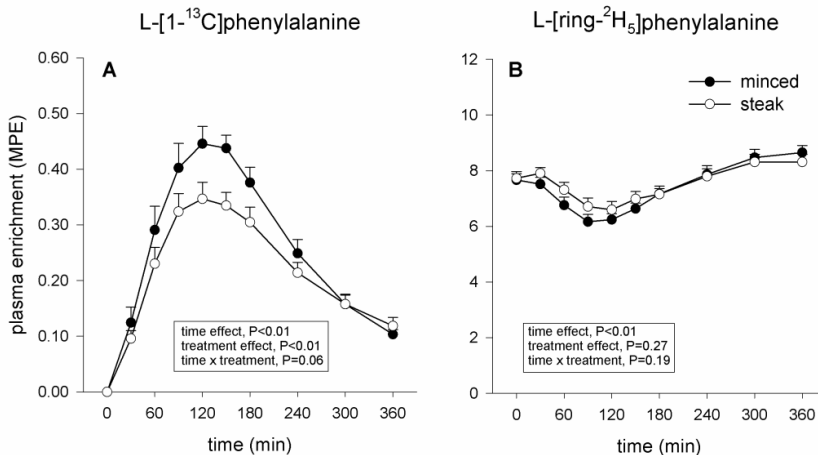 L-[1-¹³C]phenylalanine
L-[ring-²H₅]phenylalanine
A
B
plasma enrichment (MPE)
0.60
0.50
0.40
0.30
0.20
0.10
0.00
time effect, P<0.01
treatment effect, P<0.01
time x treatment, P=0.06
0 60 120 180 240 300 360
time (min)
minced
steak
12
10
8
6
4
2
0
time effect, P<0.01
treatment effect, P=0.27
time x treatment, P=0.19
0 60 120 180 240 300 360
time (min)